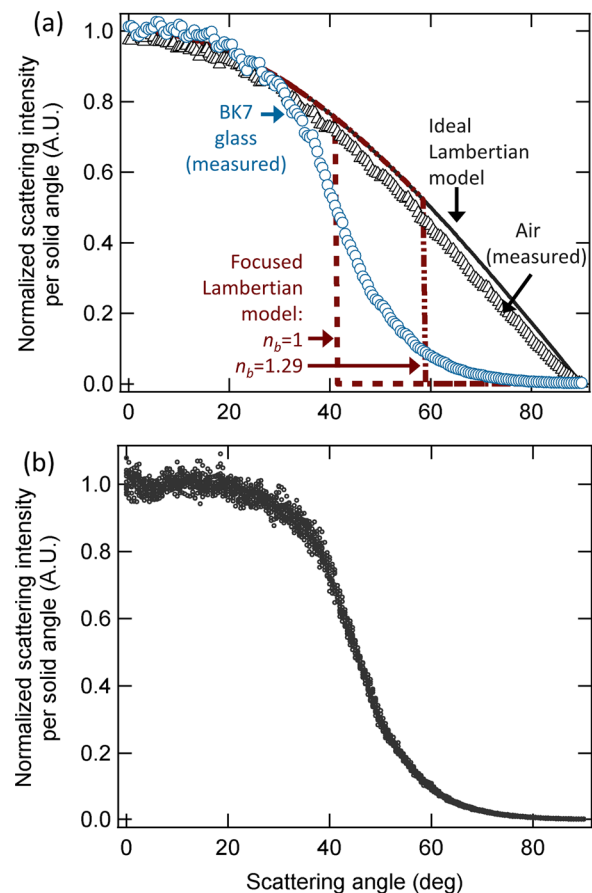 (a)
Normalized scattering intensity
per solid angle (A.U.)
1.0
0.8
0.6
0.4
0.2
0.0
BK7
glass
(measured)
Ideal
Lambertian
model
Air
(measured)
Focused
Lambertian
model:
n_b=1
n_b=1.29
0
20
40
60
80
(b)
Normalized scattering intensity
per solid angle (A.U.)
1.0
0.8
0.6
0.4
0.2
0.0
0
20
40
60
80
Scattering angle (deg)